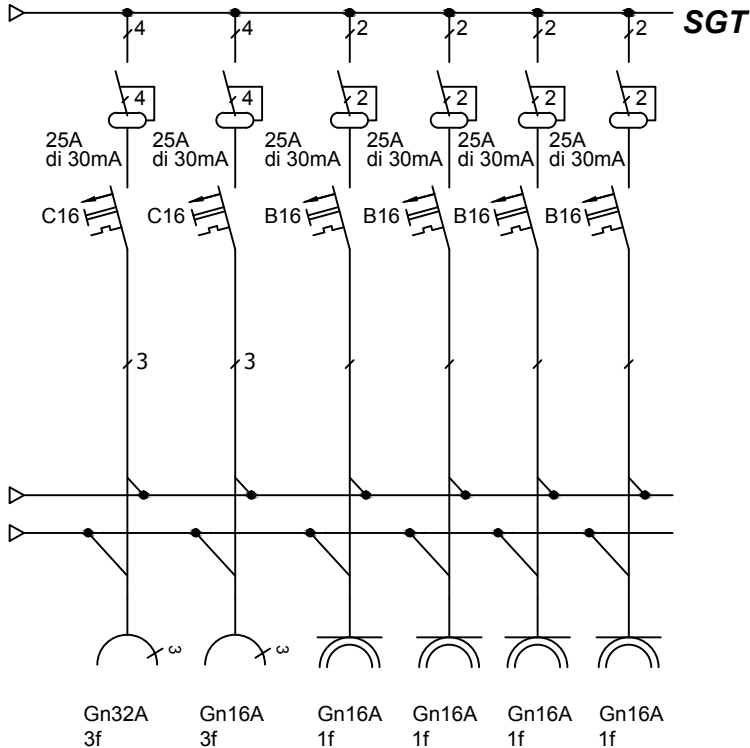 SGT
4 4 2 2 2 2
4 4 2 2 2 2
25A 25A 25A 25A 25A 25A
di 30mA di 30mA di 30mA di 30mA di 30mA di 30mA
C16 C16 B16 B16 B16 B16
3 3
3 3
Gn32A Gn16A Gn16A Gn16A Gn16A Gn16A
3f 3f 1f 1f 1f 1f